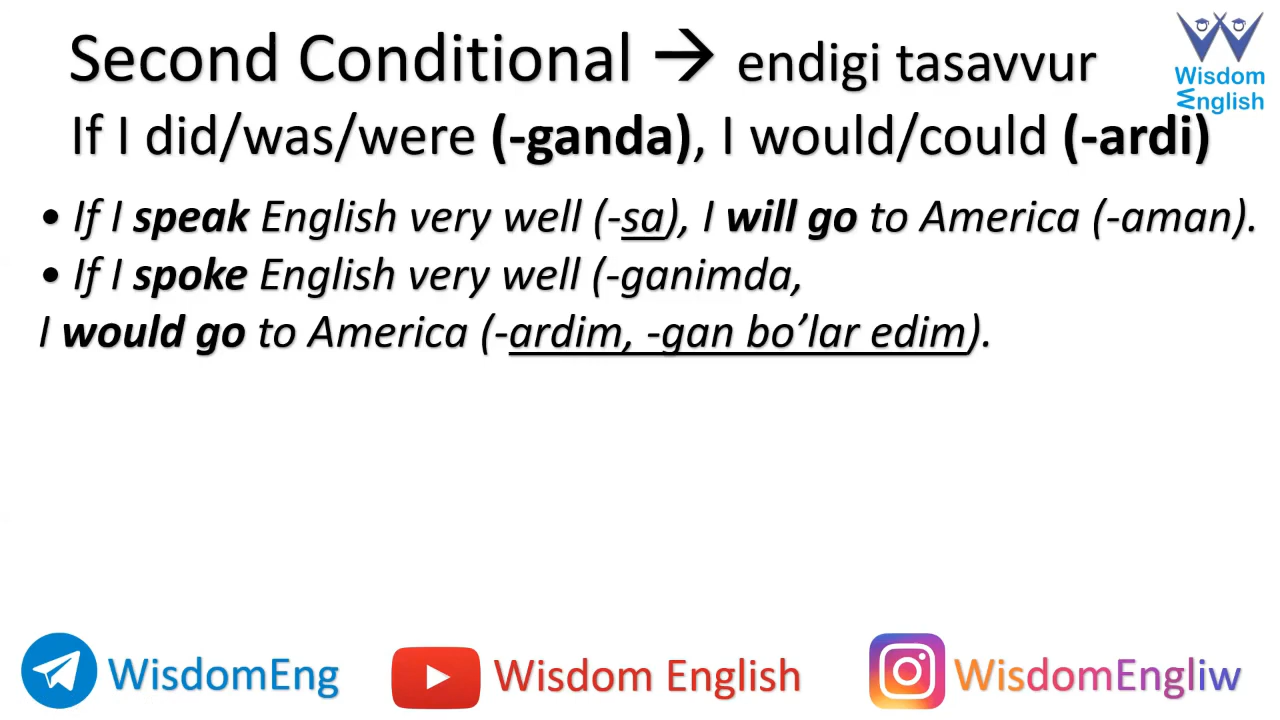 Second Conditional → endigi tasavvur
Wisdom
English
If I did/was/were (-ganda), I would/could (-ardi)
• If I speak English very well (-sa), I will go to America (-aman).
• If I spoke English very well (-ganimda,
I would go to America (-ardim, -gan bo’lar edim).
WisdomEng
Wisdom English
WisdomEngliw